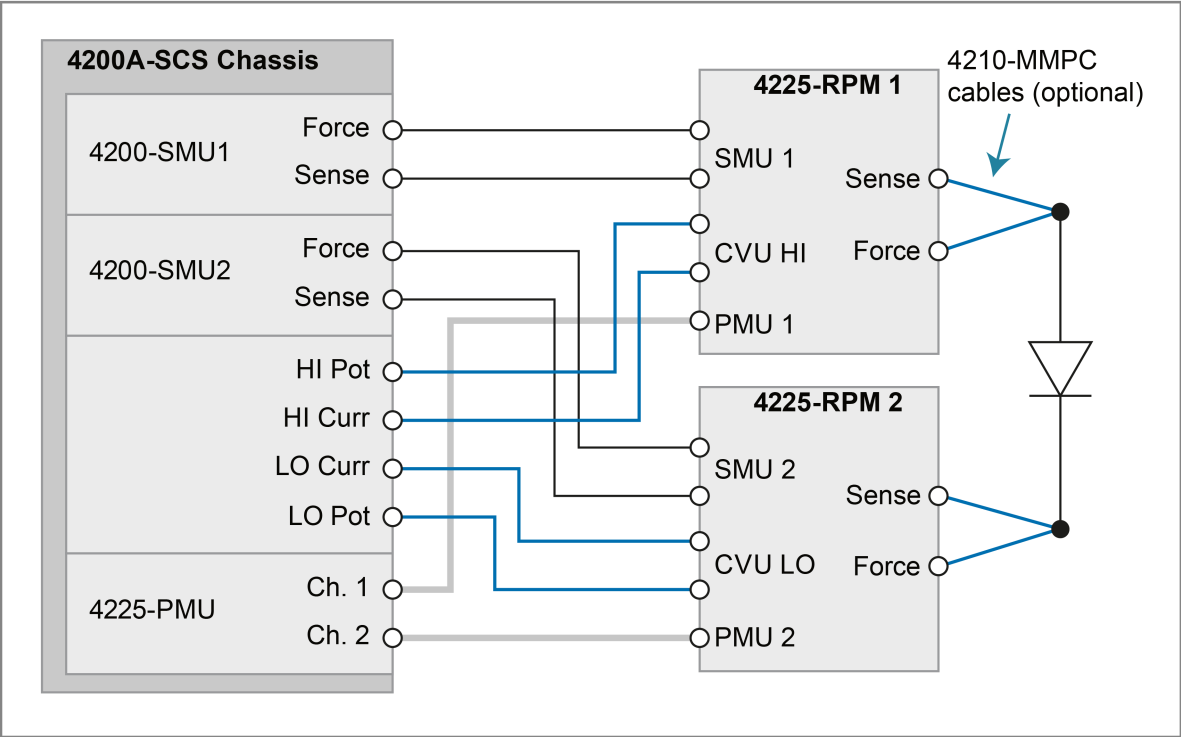 4200A-SCS Chassis
4200-SMU1
Force
Sense
4200-SMU2
Force
Sense
HI Pot
HI Curr
LO Curr
LO Pot
4225-PMU
Ch. 1
Ch. 2
4225-RPM 1
SMU 1
CVU HI
PMU 1
Sense
Force
4225-RPM 2
SMU 2
CVU LO
PMU 2
Sense
Force
4210-MMPC
cables (optional)